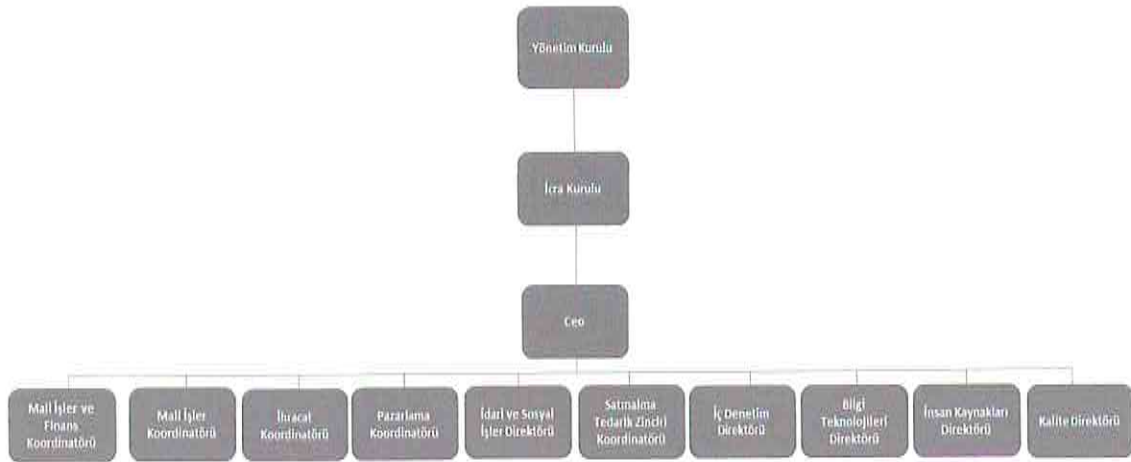 Yönetim Kurulu
İcra Kurulu
Ceo
Mali İşler ve
Finans
Koordinatörü
Mali İşler
Koordinatörü
İhracat
Koordinatörü
Pazarlama
Koordinatörü
İdari ve Sosyal
İşler Direktörü
Satınalma
Tedarik Zinciri
Koordinatörü
İç Denetim
Direktörü
Bilgi
Teknolojileri
Direktörü
İnsan Kaynakları
Direktörü
Kalite Direktörü